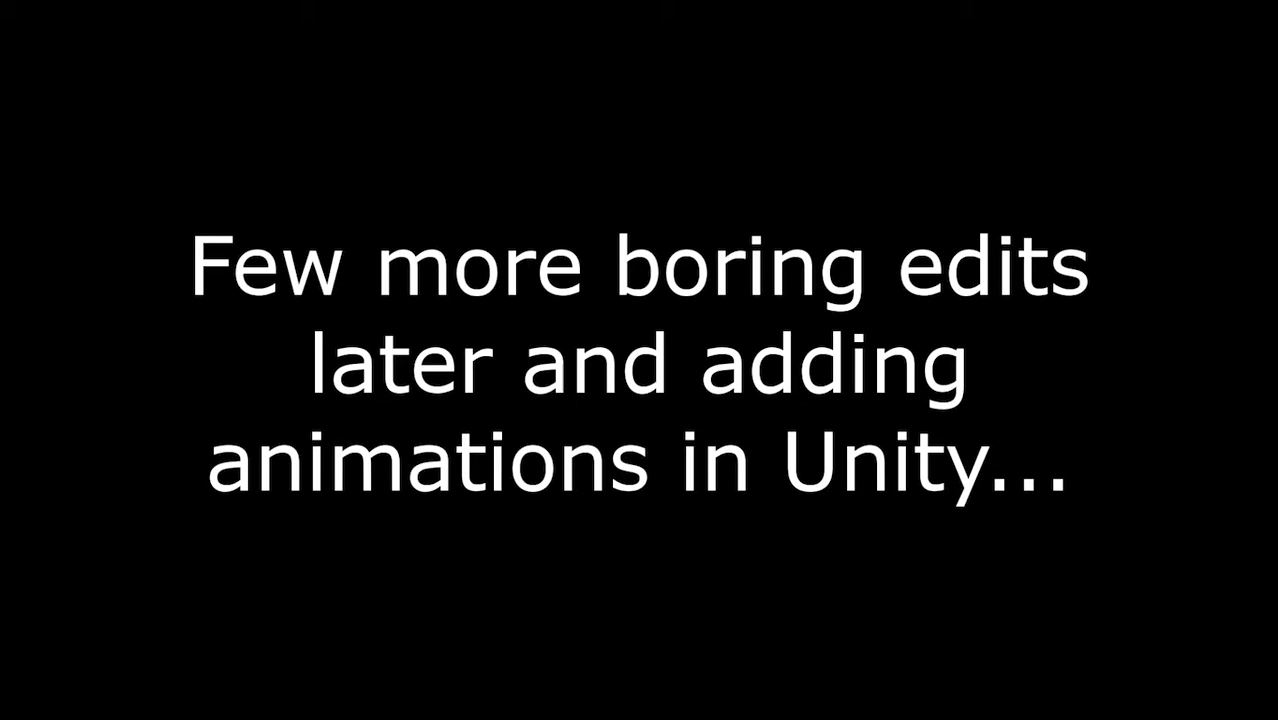 Few more boring edits
later and adding
animations in Unity...